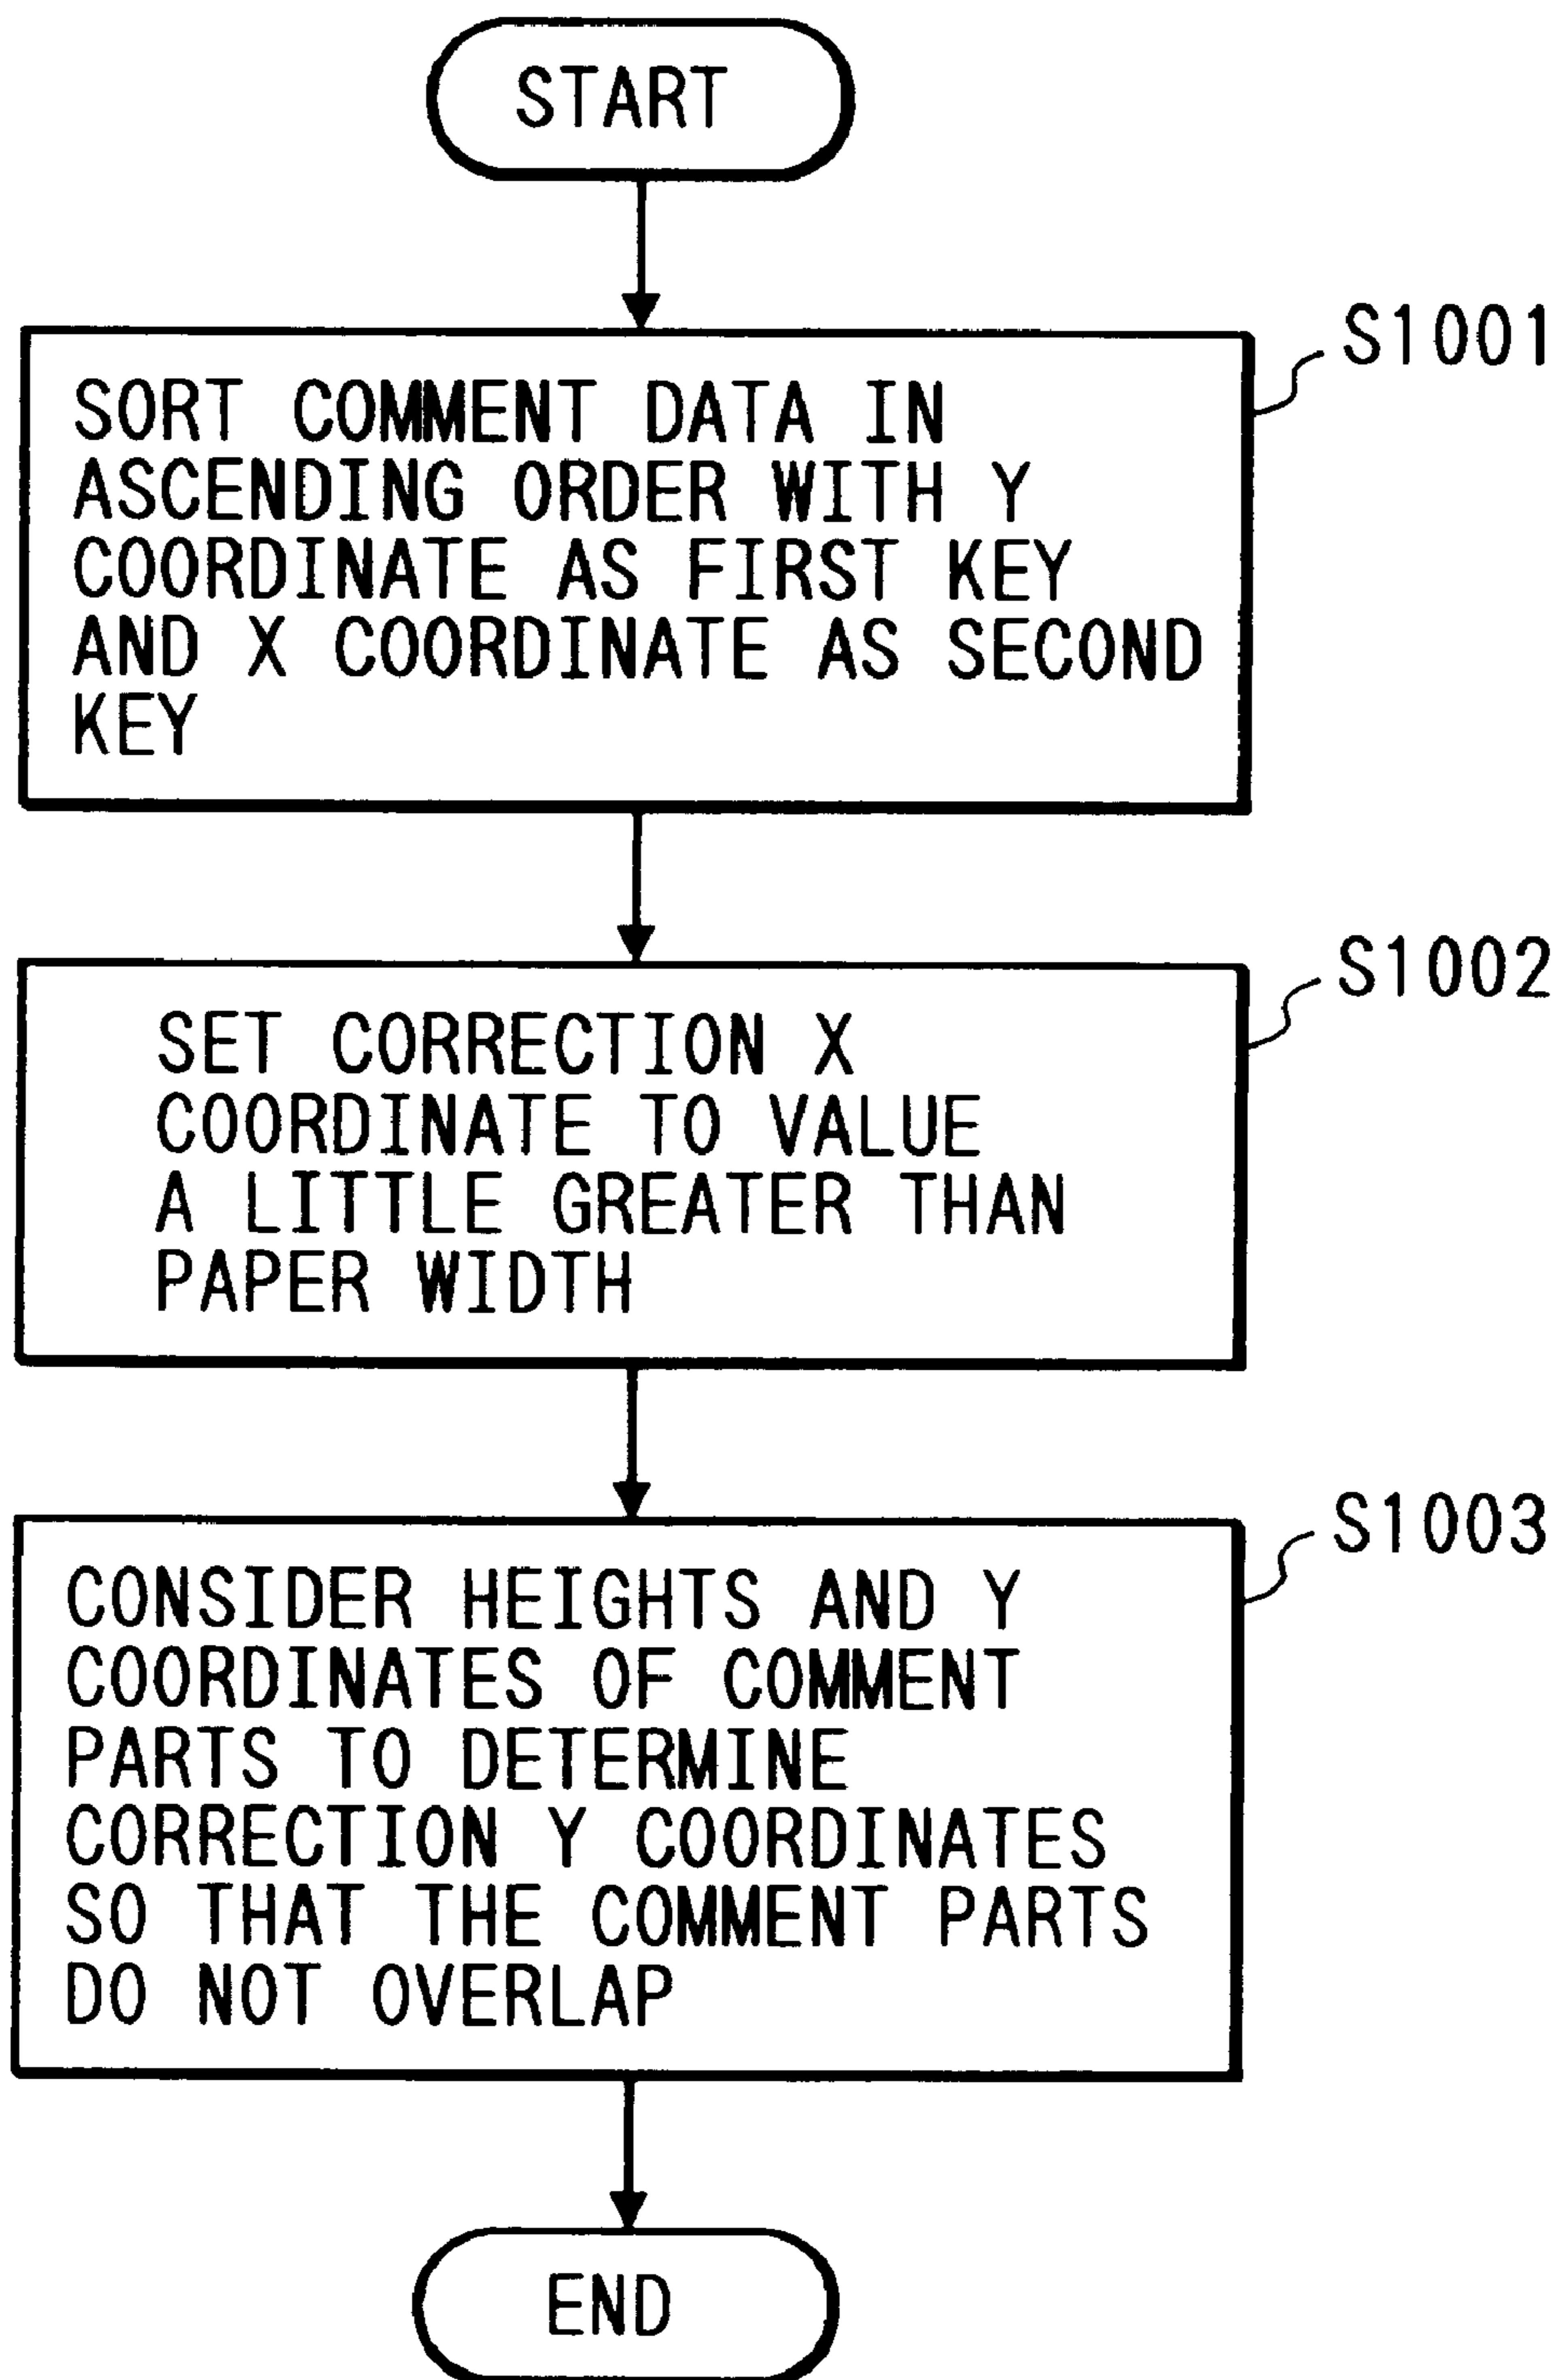 START
S1001
SORT COMMENT DATA IN
ASCENDING ORDER WITH Y
COORDINATE AS FIRST KEY
AND X COORDINATE AS SECOND
KEY
S1002
SET CORRECTION X
COORDINATE TO VALUE
A LITTLE GREATER THAN
PAPER WIDTH
S1003
CONSIDER HEIGHTS AND Y
COORDINATES OF COMMENT
PARTS TO DETERMINE
CORRECTION Y COORDINATES
SO THAT THE COMMENT PARTS
DO NOT OVERLAP
END